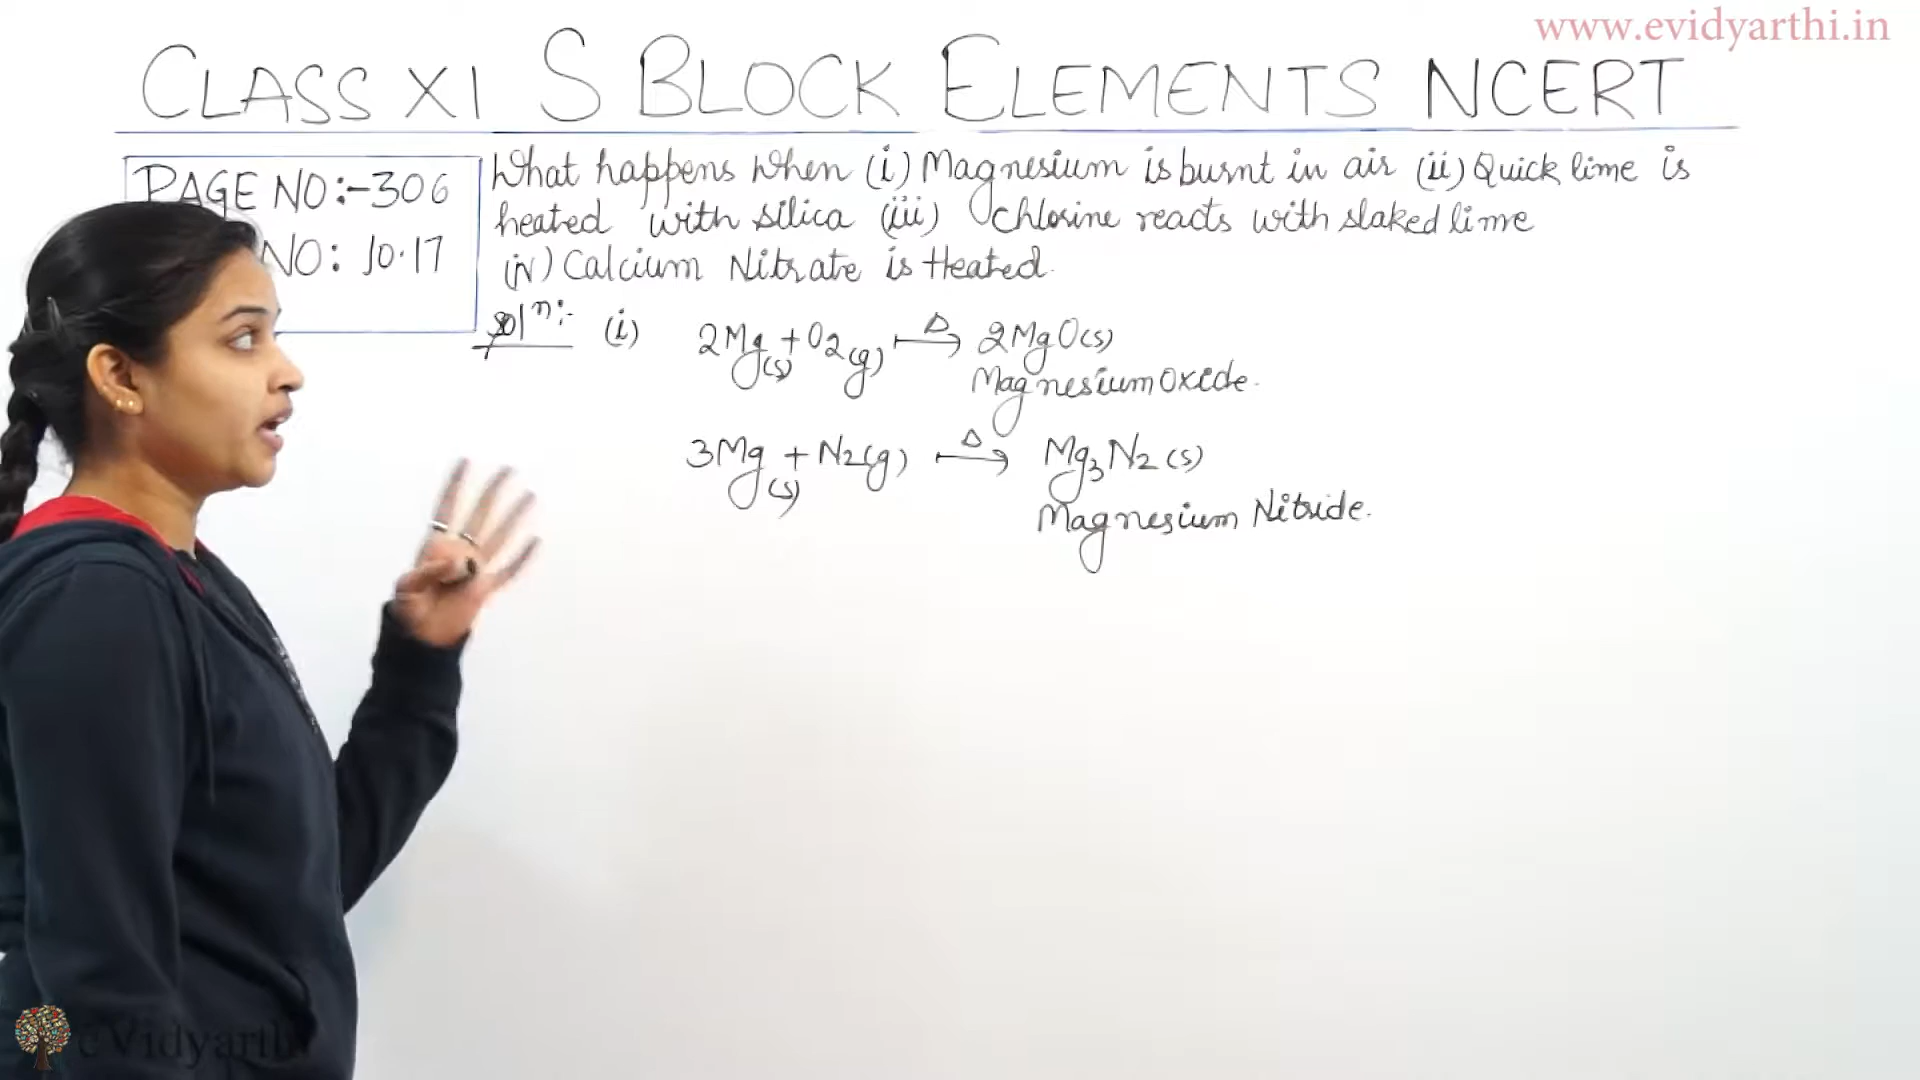 www.evidyarthi.in
CLASS XI S BLOCK ELEMENTS NCERT
PAGE NO:-306
NO: 10.17
What happens when (i) Magnesium is burnt in air (ii) Quick lime is
heated with silica (iii) Chlorine reacts with slaked lime
(iv) Calcium Nitrate is Heated.
Solⁿ:- (i) 2Mg(s) + O2(g) →Δ 2MgO(s)
Magnesium Oxide.
3Mg(s) + N2(g) →Δ Mg3N2(s)
Magnesium Nitride.
eVidyarthi